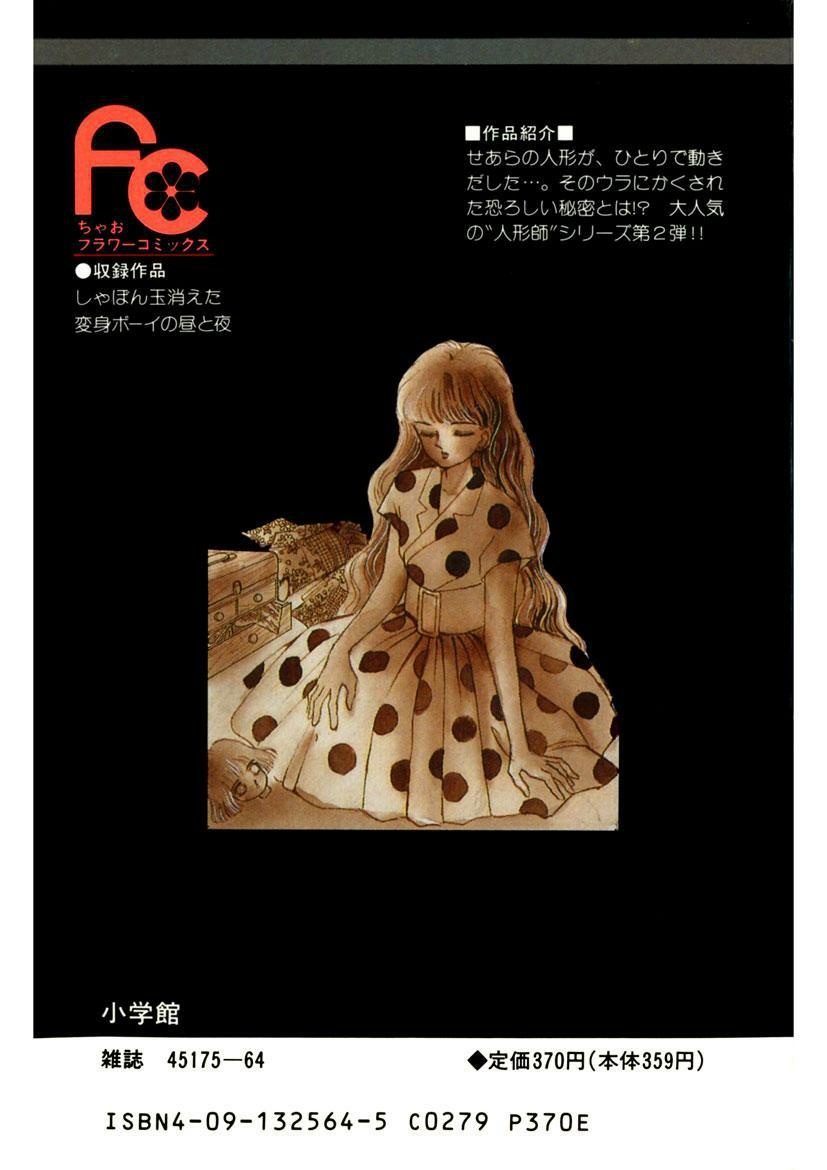 fc
ちゃお
フラワーコミックス
●収録作品
しゃぼん玉消えた
変身ボーイの昼と夜
■作品紹介■
せあらの人形が、ひとりで動き
だした…。そのウラにかくされ
た恐ろしい秘密とは!? 大人気
の〝人形師〟シリーズ第2弾!!
小学館
雑誌 45175—64
◆定価370円(本体359円)
ISBN4-09-132564-5 C0279 P370E